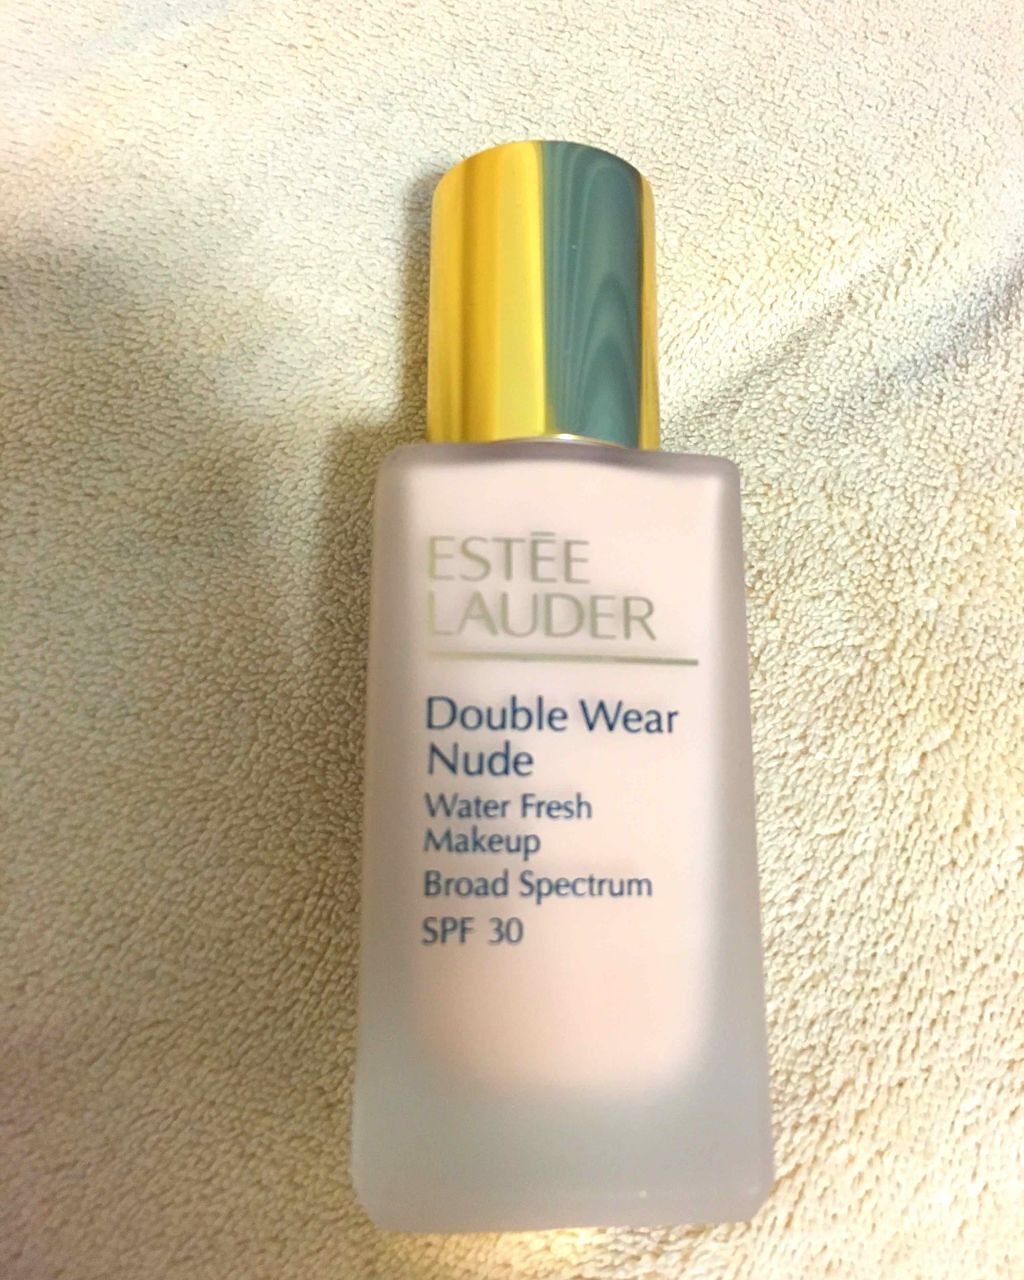 ESTĒE
LAUDER
Double Wear
Nude
Water Fresh
Makeup
Broad Spectrum
SPF 30